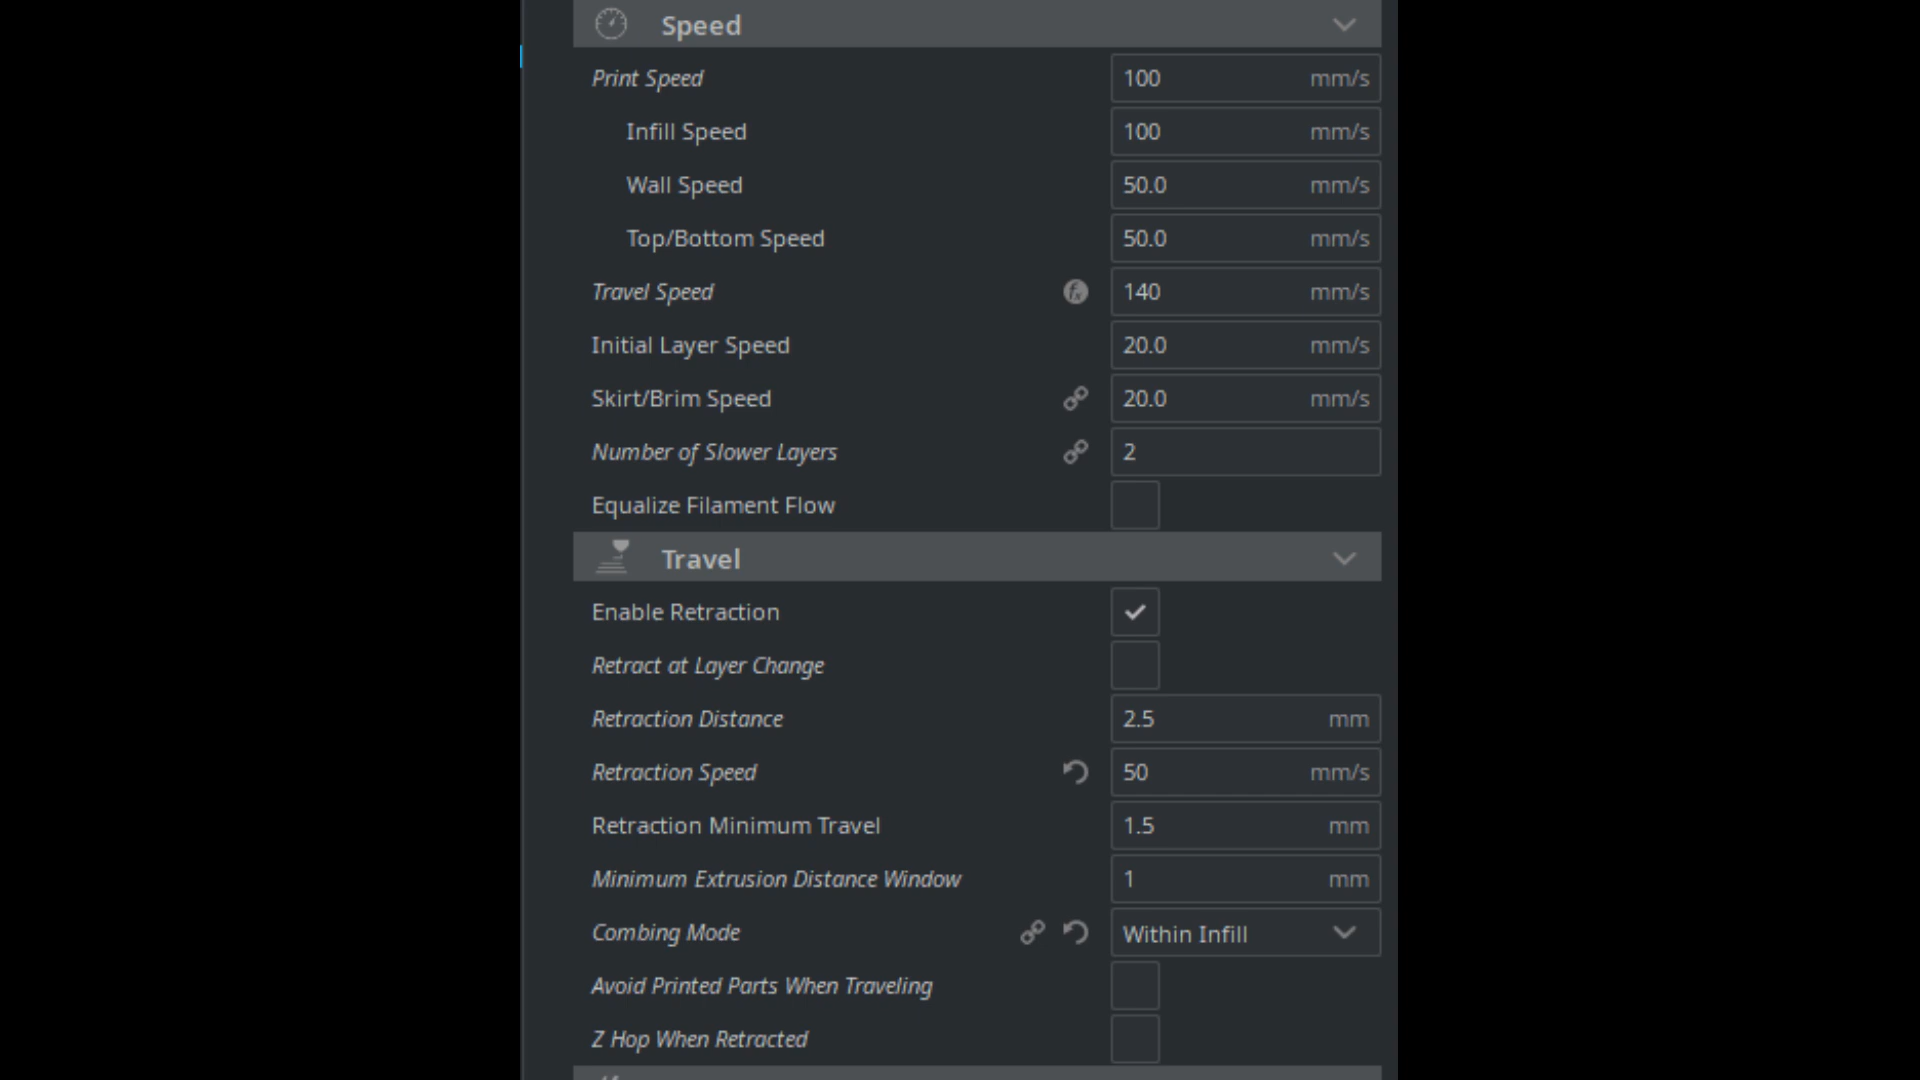 Speed
Print Speed 100 mm/s
Infill Speed 100 mm/s
Wall Speed 50.0 mm/s
Top/Bottom Speed 50.0 mm/s
Travel Speed 140 mm/s
Initial Layer Speed 20.0 mm/s
Skirt/Brim Speed 20.0 mm/s
Number of Slower Layers 2
Equalize Filament Flow
Travel
Enable Retraction
Retract at Layer Change
Retraction Distance 2.5 mm
Retraction Speed 50 mm/s
Retraction Minimum Travel 1.5 mm
Minimum Extrusion Distance Window 1 mm
Combing Mode Within Infill
Avoid Printed Parts When Traveling
Z Hop When Retracted